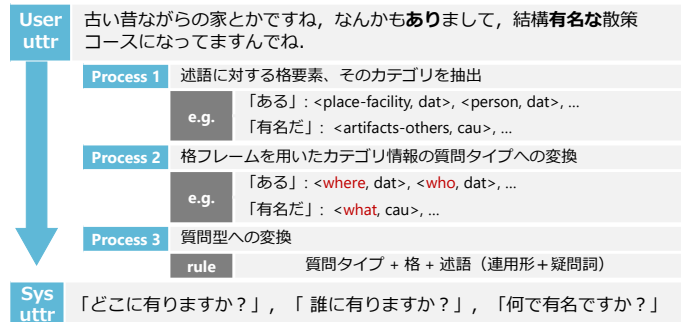 User
uttr
古い昔ながらの家とかですね，なんかもありまして，結構有名な散策
コースになってますんでね．
Process 1 述語に対する格要素、そのカテゴリを抽出
e.g.
「ある」: <place-facility, dat>, <person, dat>, ...
「有名だ」: <artifacts-others, cau>, ...
Process 2 格フレームを用いたカテゴリ情報の質問タイプへの変換
e.g.
「ある」: <where, dat>, <who, dat>, ...
「有名だ」: <what, cau>, ...
Process 3 質問型への変換
rule 質問タイプ + 格 + 述語（連用形＋疑問詞）
Sys
uttr
「どこに有りますか？」, 「 誰に有りますか？」, 「何で有名ですか？」